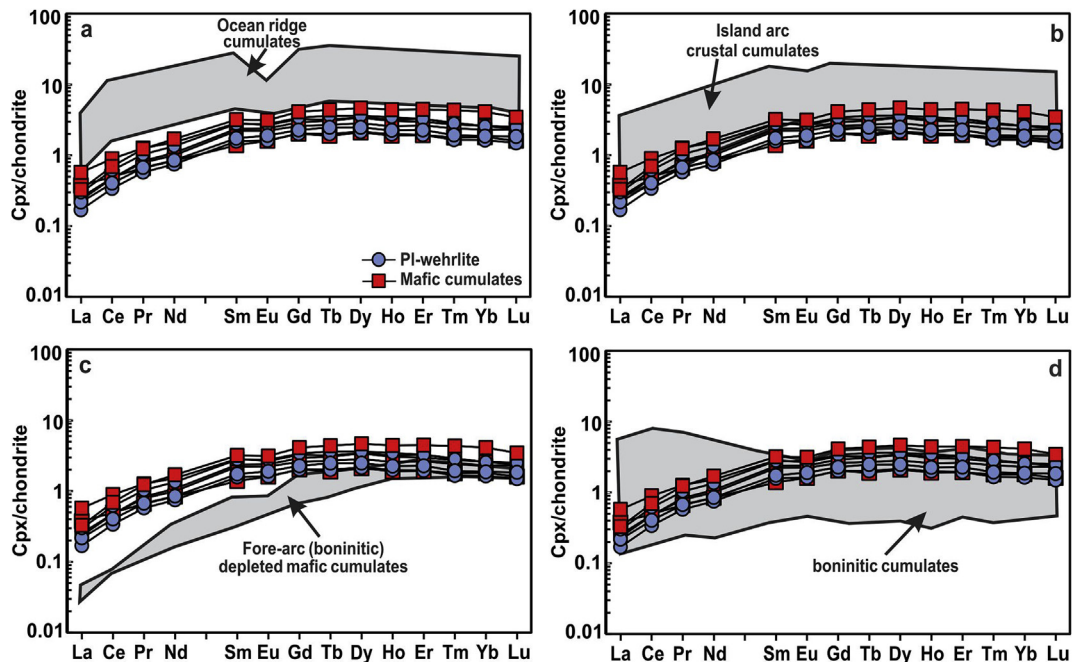 a
Ocean ridge
cumulates
Cpx/chondrite
100
10
1
0.1
0.01
Pl-wehrlite
Mafic cumulates
La Ce Pr Nd Sm Eu Gd Tb Dy Ho Er Tm Yb Lu
b
Island arc
crustal cumulates
Cpx/chondrite
100
10
1
0.1
0.01
La Ce Pr Nd Sm Eu Gd Tb Dy Ho Er Tm Yb Lu
c
Cpx/chondrite
100
10
1
0.1
0.01
Fore-arc (boninitic)
depleted mafic cumulates
La Ce Pr Nd Sm Eu Gd Tb Dy Ho Er Tm Yb Lu
d
Cpx/chondrite
100
10
1
0.1
0.01
boninitic cumulates
La Ce Pr Nd Sm Eu Gd Tb Dy Ho Er Tm Yb Lu